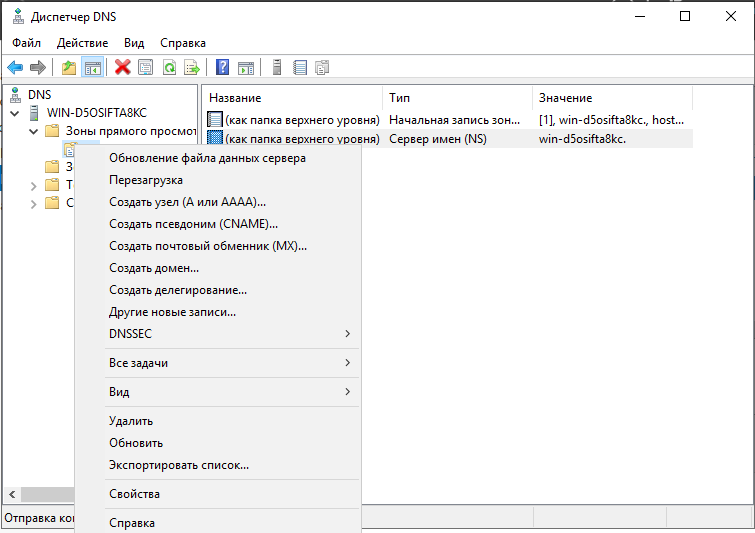 Диспетчер DNS
Файл Действие Вид Справка
DNS
WIN-D5OSIFTA8KC
Зоны прямого просмот
З
Т
С
Название Тип Значение
(как папка верхнего уровня) Начальная запись зон... [1], win-d5osifta8kc., host...
(как папка верхнего уровня) Сервер имен (NS) win-d5osifta8kc.
Обновление файла данных сервера
Перезагрузка
Создать узел (A или AAAA)...
Создать псевдоним (CNAME)...
Создать почтовый обменник (MX)...
Создать домен...
Создать делегирование...
Другие новые записи...
DNSSEC
Все задачи
Вид
Удалить
Обновить
Экспортировать список...
Свойства
Справка
Отправка ко